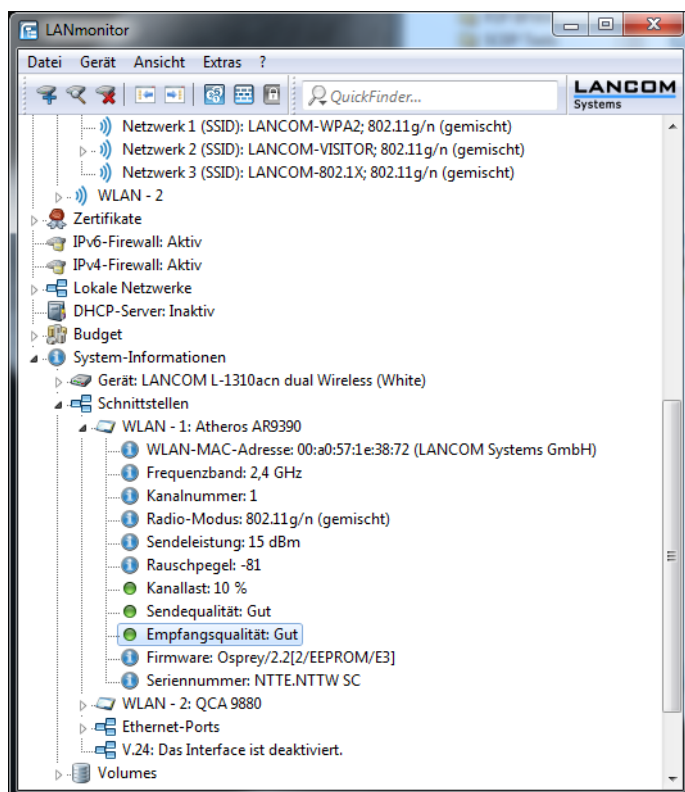 LANmonitor
Datei Gerät Ansicht Extras ?
QuickFinder...
LANCOM
Systems
Netzwerk 1 (SSID): LANCOM-WPA2; 802.11g/n (gemischt)
Netzwerk 2 (SSID): LANCOM-VISITOR; 802.11g/n (gemischt)
Netzwerk 3 (SSID): LANCOM-802.1X; 802.11g/n (gemischt)
WLAN - 2
Zertifikate
IPv6-Firewall: Aktiv
IPv4-Firewall: Aktiv
Lokale Netzwerke
DHCP-Server: Inaktiv
Budget
System-Informationen
Gerät: LANCOM L-1310acn dual Wireless (White)
Schnittstellen
WLAN - 1: Atheros AR9390
WLAN-MAC-Adresse: 00:a0:57:1e:38:72 (LANCOM Systems GmbH)
Frequenzband: 2,4 GHz
Kanalnummer: 1
Radio-Modus: 802.11g/n (gemischt)
Sendeleistung: 15 dBm
Rauschpegel: -81
Kanallast: 10 %
Sendequalität: Gut
Empfangsqualität: Gut
Firmware: Osprey/2.2[2/EEPROM/E3]
Seriennummer: NTTE.NTTW SC
WLAN - 2: QCA 9880
Ethernet-Ports
V.24: Das Interface ist deaktiviert.
Volumes